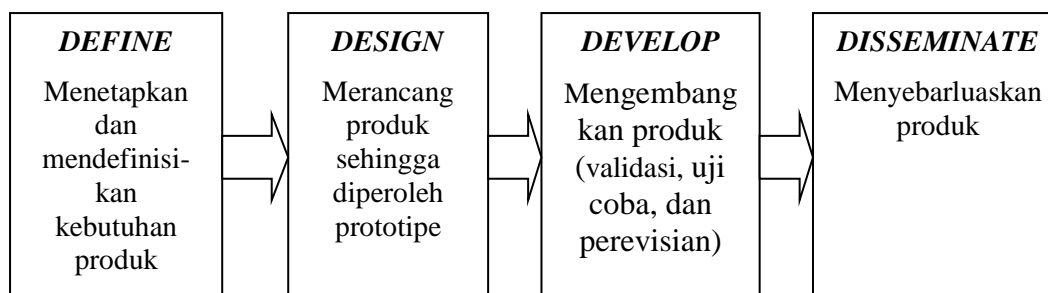 DEFINE
Menetapkan
dan
mendefinisi-
kan
kebutuhan
produk
DESIGN
Merancang
produk
sehingga
diperoleh
prototipe
DEVELOP
Mengembang
kan produk
(validasi, uji
coba, dan
perevisian)
DISSEMINATE
Menyebarluaskan
produk